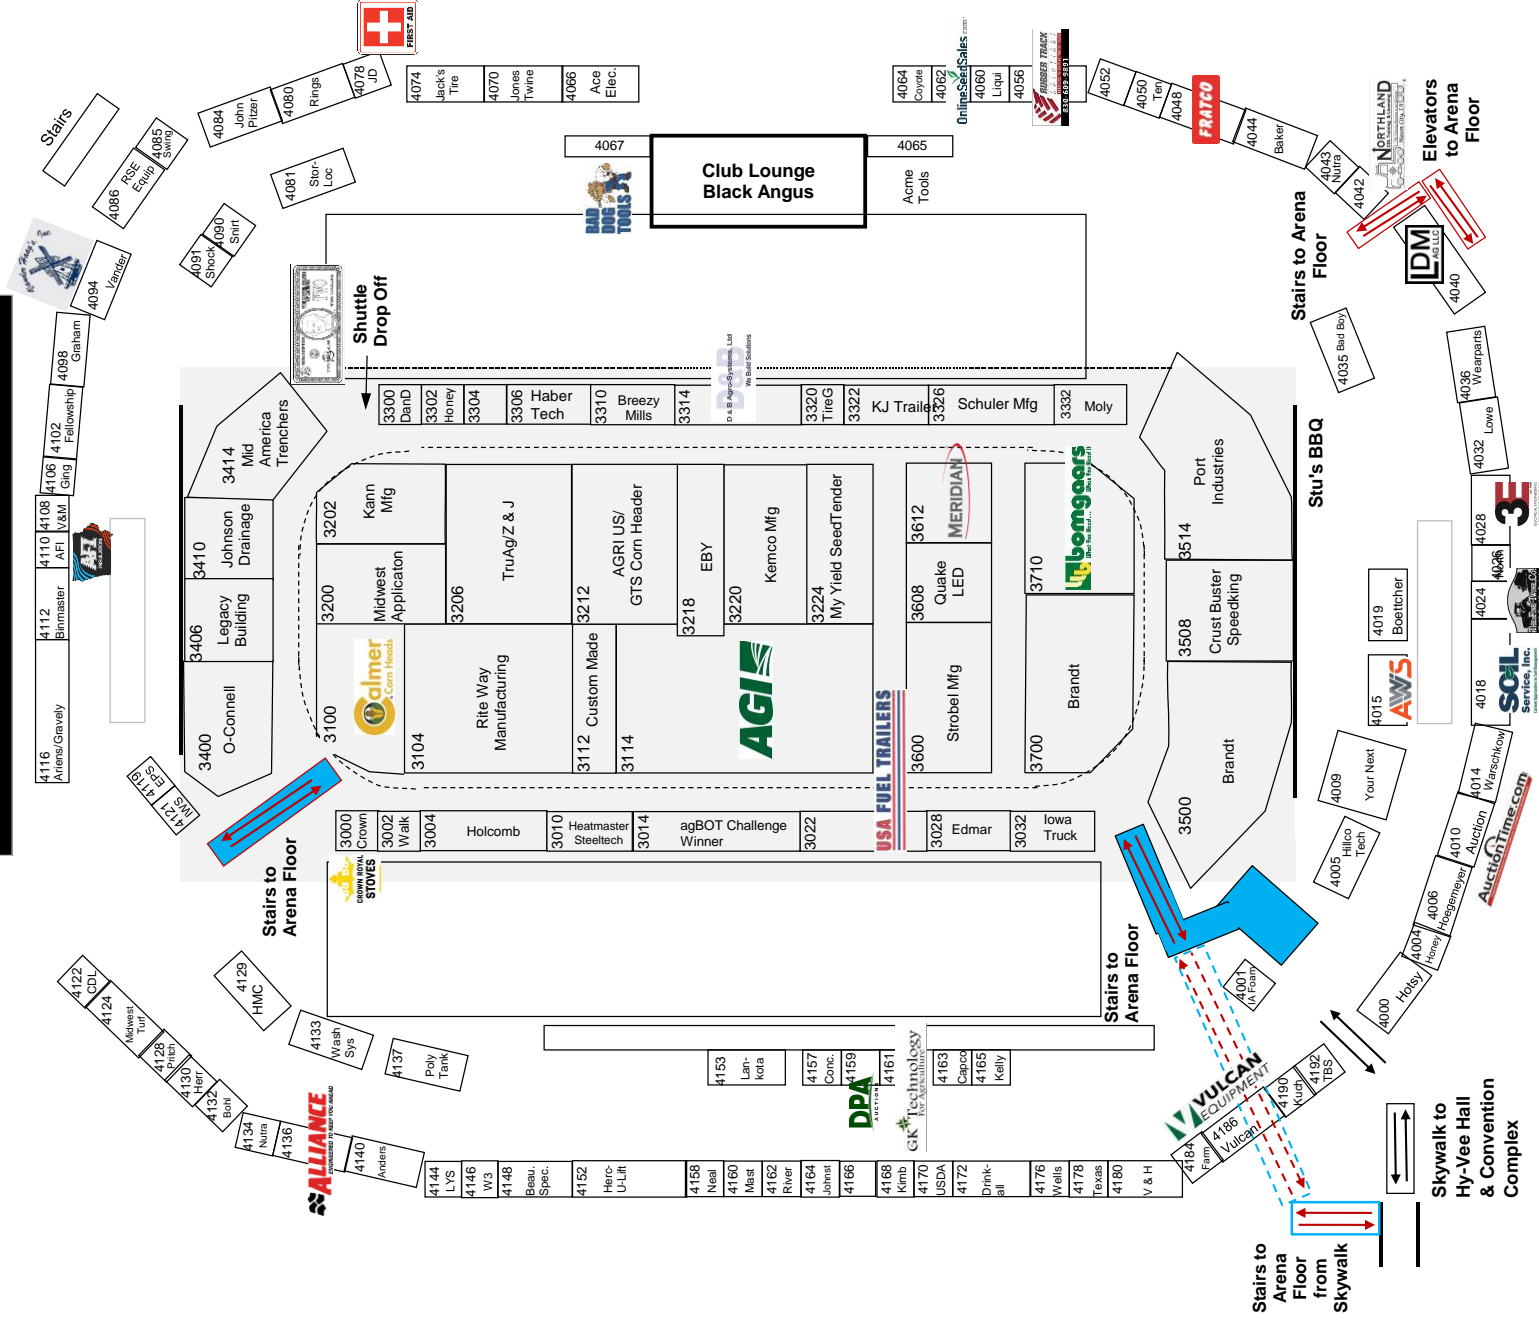 FIRST AID
4078
JD
4080
Rings
4084
John
Pitzer
4074
Jack's
Tire
4070
Jones
Twine
4066
Ace
Elec.
4064
Coyote
4062
OnlineSeedSales.com
4060
Liqui
4056
RUBBER TRACK
SOLUTIONS
4052
4050
Ten
4048
FRATCO
4044
Baker
4043
Nutra
4042
NORTHLAND
Elevators
to Arena
Floor
Stairs
4085
Swing
4086
RSE
Equip
4081
Stor-
Loc
4090
Snirt
4091
Shock
4094
Vander
4067
BAD
DOG
TOOLS
Club Lounge
Black Angus
4065
Acme
Tools
Stairs to Arena
Floor
LDM
AG LLC
4040
4035 Bad Boy
4036
Wearparts
4032
Lowe
4098
Graham
4102
Fellowship
4106
Ging
4108
V&M
4110
AFI
AFI
4112
Binmaster
4116
Ariens/Gravely
4119
EPS
4121
IWS
Shuttle
Drop Off
D&B
D & B Agro-Systems, Ltd
We Build Solutions
3300
DanD
3302
Honey
3304
3306
Haber
Tech
3310
Breezy
Mills
3314
3320
TireG
3322
KJ Trailer
3326
Schuler Mfg
3332
Moly
3414
Mid
America
Trenchers
3410
Johnson
Drainage
3406
Legacy
Building
3400
O-Connell
3202
Kann
Mfg
3200
Midwest
Applicaton
3206
TruAg/Z & J
3212
AGRI US/
GTS Corn Header
3218
EBY
3220
Kemco Mfg
3224
My Yield SeedTender
3612
MERIDIAN
3608
Quake
LED
3710
bomgaars
3514
Port
Industries
3508
Crust Buster
Speedking
3500
Brandt
Stu's BBQ
3100
Calmer
Corn Heads
3104
Rite Way
Manufacturing
3112
Custom Made
3114
AGI
USA FUEL TRAILERS
3600
Strobel Mfg
3700
Brandt
3000
Crown
3002
Walk
3004
Holcomb
3010
Heatmaster
Steeltech
3014
agBOT Challenge
Winner
3022
3028
Edmar
3032
Iowa
Truck
CROWN ROYAL
STOVES
Stairs to
Arena Floor
Stairs to
Arena Floor
4028
3E
4026
4024
4019
Boettcher
4018
SOIL
Service, Inc.
4015
AWS
4014
Warschkow
4009
Your Next
4010
Auction
AuctionTime.com
4005
Hillco
Tech
4006
Hoegemeyer
4004
Honey
4000
Hotsy
4001
IA Foam
4122
CDL
4124
Midwest
Turf
4128
Pritch
4130
Herr
4132
Bohl
4134
Nutra
4136
ALLIANCE
4140
Anders
4129
HMC
4133
Wash
Sys
4137
Poly
Tank
4153
Lan-
kota
4157
Conc.
4159
DPA
AUCTIONS
4161
GK Technology
For Agriculture
4163
Capco
4165
Kelly
4144
LYS
4146
W3
4148
Beau.
Spec.
4152
Herc-
U-Lift
4158
Neal
4160
Mast
4162
River
4164
Johnst
4166
4168
Kimb
4170
USDA
4172
Drink-
all
4176
Wells
4178
Texas
4180
V & H
4184
Farm
4186
Vulcan
VULCAN
EQUIPMENT
4190
Kuch
4192
TBS
Skywalk to
Hy-Vee Hall
& Convention
Complex
Stairs to
Arena
Floor
from
Skywalk